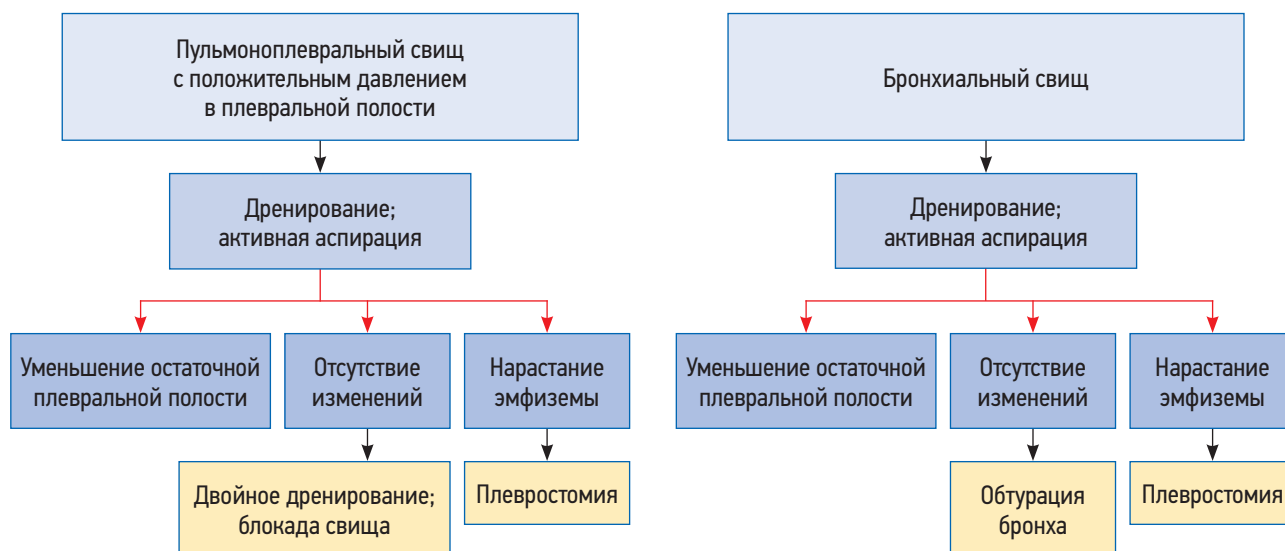 Пульмоноплевральный свищ
с положительным давлением
в плевральной полости
Дренирование;
активная аспирация
Уменьшение остаточной
плевральной полости
Отсутствие
изменений
Нарастание
эмфиземы
Двойное дренирование;
блокада свища
Плевростомия
Бронхиальный свищ
Дренирование;
активная аспирация
Уменьшение остаточной
плевральной полости
Отсутствие
изменений
Нарастание
эмфиземы
Обтурация
бронха
Плевростомия